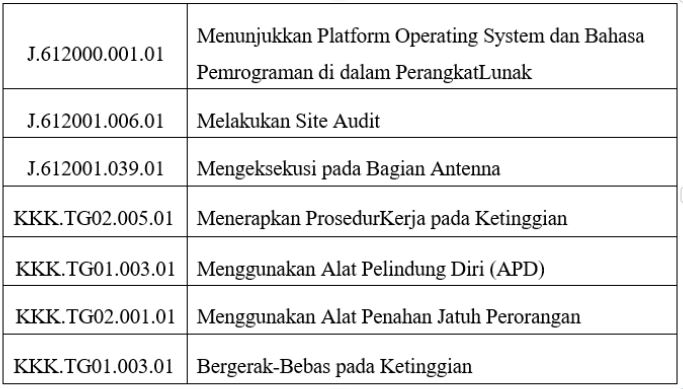 J.612000.001.01 Menunjukkan Platform Operating System dan Bahasa
Pemrograman di dalam PerangkatLunak
J.612001.006.01 Melakukan Site Audit
J.612001.039.01 Mengeksekusi pada Bagian Antenna
KKK.TG02.005.01 Menerapkan ProsedurKerja pada Ketinggian
KKK.TG01.003.01 Menggunakan Alat Pelindung Diri (APD)
KKK.TG02.001.01 Menggunakan Alat Penahan Jatuh Perorangan
KKK.TG01.003.01 Bergerak-Bebas pada Ketinggian